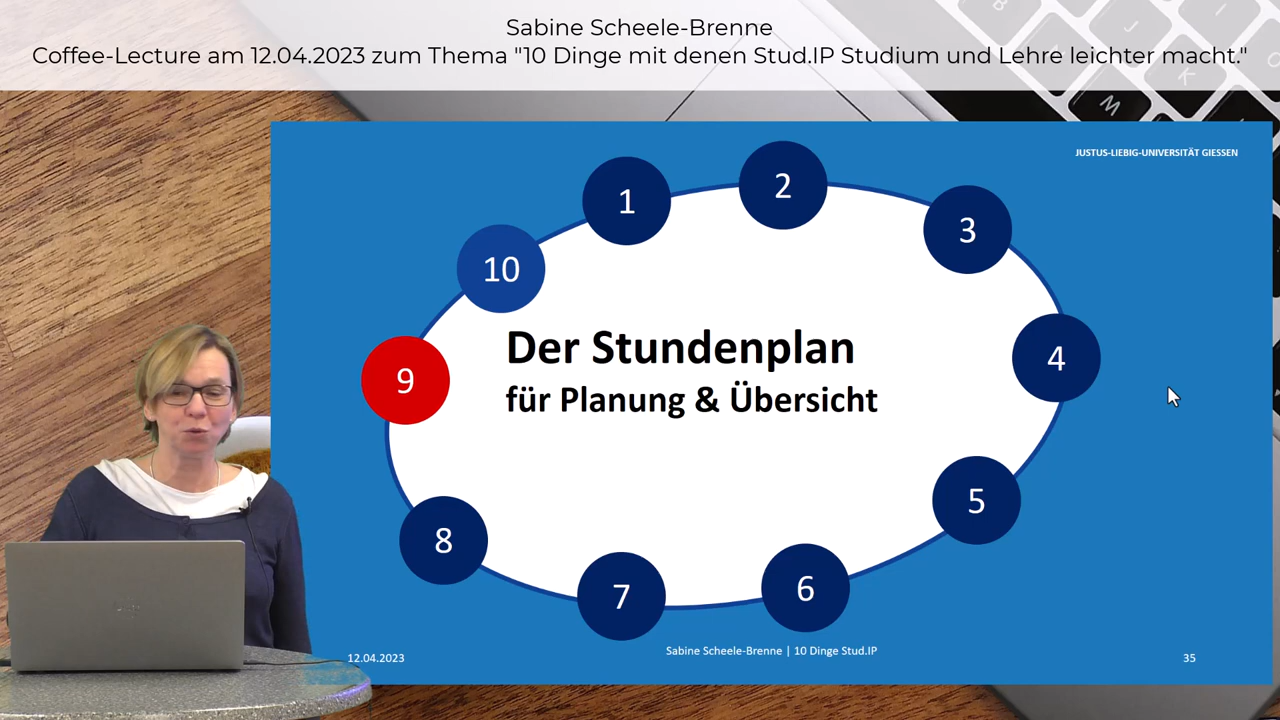 Sabine Scheele-Brenne
Coffee-Lecture am 12.04.2023 zum Thema "10 Dinge mit denen Stud.IP Studium und Lehre leichter macht."
JUSTUS-LIEBIG-UNIVERSITÄT GIESSEN
1
2
3
4
5
6
7
8
9
10
Der Stundenplan
für Planung & Übersicht
12.04.2023
Sabine Scheele-Brenne | 10 Dinge Stud.IP
35
B
J
K
M